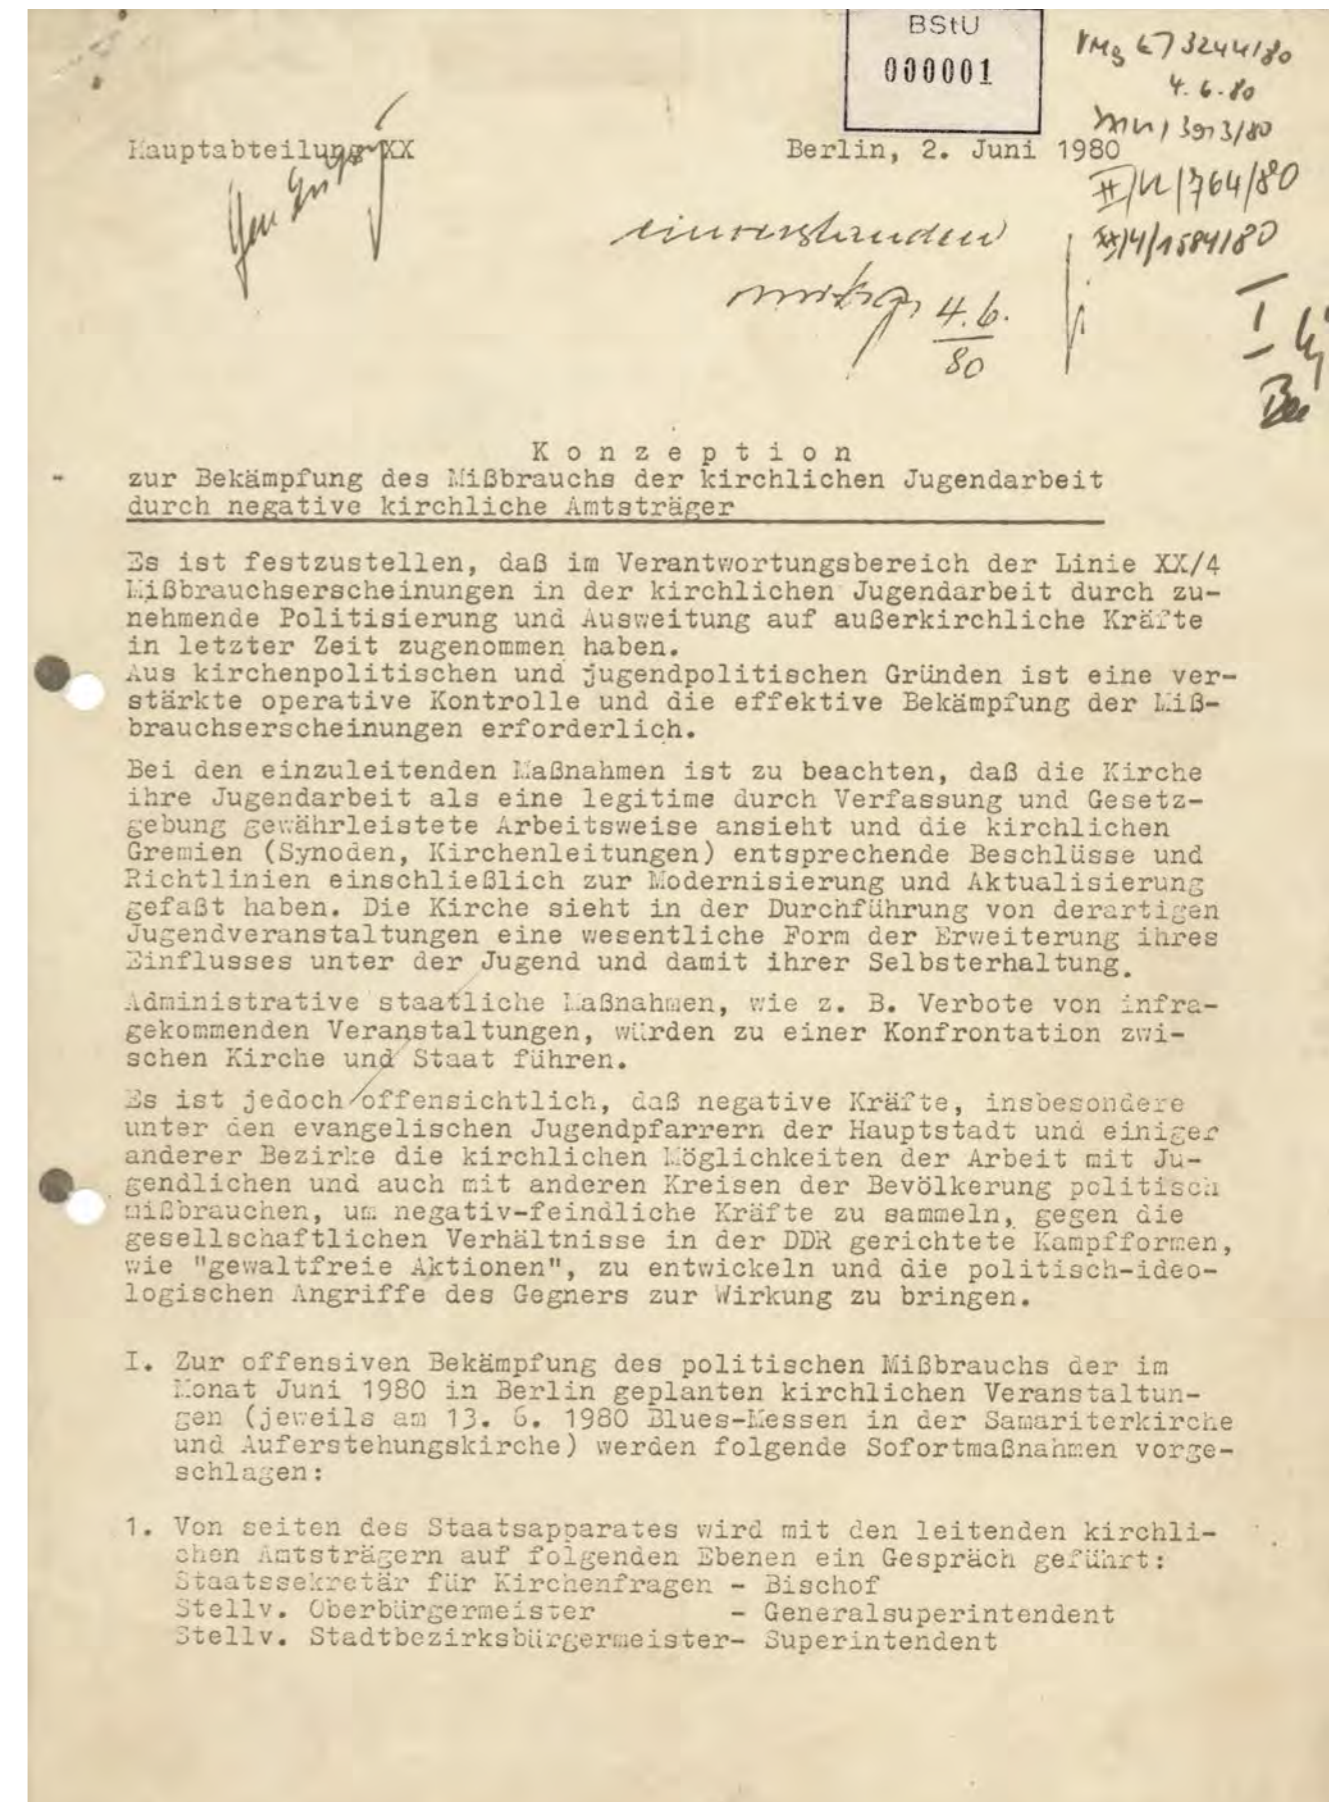 BStU
000001
4.6.80
Hauptabteilung XX
Berlin, 2. Juni 1980
einverstanden
4.6.
80
I
K o n z e p t i o n
zur Bekämpfung des Mißbrauchs der kirchlichen Jugendarbeit
durch negative kirchliche Amtsträger
Es ist festzustellen, daß im Verantwortungsbereich der Linie XX/4
Mißbrauchserscheinungen in der kirchlichen Jugendarbeit durch zu-
nehmende Politisierung und Ausweitung auf außerkirchliche Kräfte
in letzter Zeit zugenommen haben.
Aus kirchenpolitischen und jugendpolitischen Gründen ist eine ver-
stärkte operative Kontrolle und die effektive Bekämpfung der Miß-
brauchserscheinungen erforderlich.
Bei den einzuleitenden Maßnahmen ist zu beachten, daß die Kirche
ihre Jugendarbeit als eine legitime durch Verfassung und Gesetz-
gebung gewährleistete Arbeitsweise ansieht und die kirchlichen
Gremien (Synoden, Kirchenleitungen) entsprechende Beschlüsse und
Richtlinien einschließlich zur Modernisierung und Aktualisierung
gefaßt haben. Die Kirche sieht in der Durchführung von derartigen
Jugendveranstaltungen eine wesentliche Form der Erweiterung ihres
Einflusses unter der Jugend und damit ihrer Selbsterhaltung.
Administrative staatliche Maßnahmen, wie z. B. Verbote von infra-
gekommenden Veranstaltungen, würden zu einer Konfrontation zwi-
schen Kirche und Staat führen.
Es ist jedoch offensichtlich, daß negative Kräfte, insbesondere
unter den evangelischen Jugendpfarrern der Hauptstadt und einiger
anderer Bezirke die kirchlichen Möglichkeiten der Arbeit mit Ju-
gendlichen und auch mit anderen Kreisen der Bevölkerung politisch
mißbrauchen, um negativ-feindliche Kräfte zu sammeln, gegen die
gesellschaftlichen Verhältnisse in der DDR gerichtete Kampfformen,
wie "gewaltfreie Aktionen", zu entwickeln und die politisch-ideo-
logischen Angriffe des Gegners zur Wirkung zu bringen.
I. Zur offensiven Bekämpfung des politischen Mißbrauchs der im
Monat Juni 1980 in Berlin geplanten kirchlichen Veranstaltun-
gen (jeweils am 13. 6. 1980 Blues-Messen in der Samariterkirche
und Auferstehungskirche) werden folgende Sofortmaßnahmen vorge-
schlagen:
1. Von seiten des Staatsapparates wird mit den leitenden kirchli-
chen Amtsträgern auf folgenden Ebenen ein Gespräch geführt:
Staatssekretär für Kirchenfragen - Bischof
Stellv. Oberbürgermeister - Generalsuperintendent
Stellv. Stadtbezirksbürgermeister- Superintendent